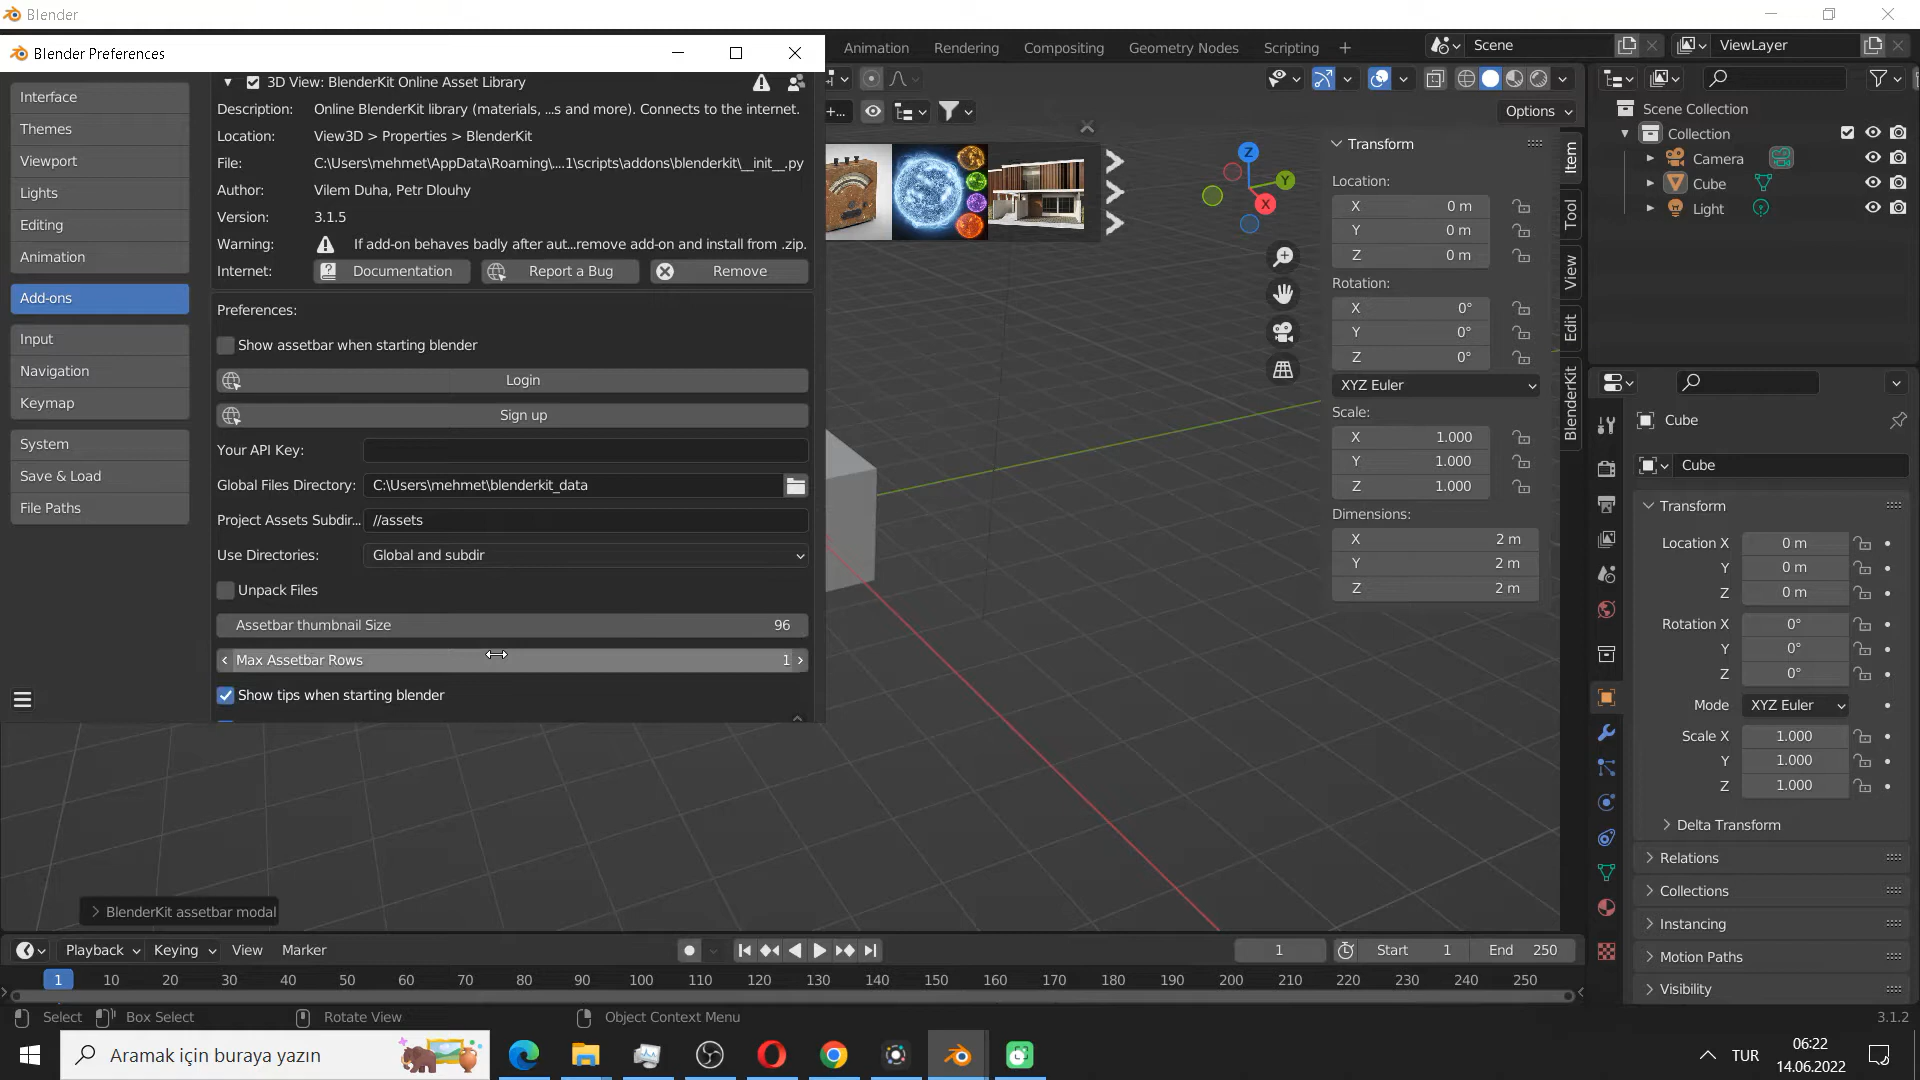 Blender
Blender Preferences
Interface
Themes
Viewport
Lights
Editing
Animation
Add-ons
Input
Navigation
Keymap
System
Save & Load
File Paths
3D View: BlenderKit Online Asset Library
Description: Online BlenderKit library (materials, ...s and more). Connects to the internet.
Location: View3D > Properties > BlenderKit
File: C:\Users\mehmet\AppData\Roaming\...1\scripts\addons\blenderkit\__init__.py
Author: Vilem Duha, Petr Dlouhy
Version: 3.1.5
Warning: If add-on behaves badly after aut...remove add-on and install from .zip.
Internet: Documentation Report a Bug Remove
Preferences:
Show assetbar when starting blender
Login
Sign up
Your API Key:
Global Files Directory: C:\Users\mehmet\blenderkit_data
Project Assets Subdir... //assets
Use Directories: Global and subdir
Unpack Files
Assetbar thumbnail Size 96
Max Assetbar Rows 1
Show tips when starting blender
Animation Rendering Compositing Geometry Nodes Scripting +
Scene
ViewLayer
Options
Z
Y
X
Transform
Location:
X 0 m
Y 0 m
Z 0 m
Rotation:
X 0°
Y 0°
Z 0°
XYZ Euler
Scale:
X 1.000
Y 1.000
Z 1.000
Dimensions:
X 2 m
Y 2 m
Z 2 m
Item
Tool
View
Edit
BlenderKit
Scene Collection
Collection
Camera
Cube
Light
Cube
Cube
Transform
Location X 0 m
Y 0 m
Z 0 m
Rotation X 0°
Y 0°
Z 0°
Mode XYZ Euler
Scale X 1.000
Y 1.000
Z 1.000
Delta Transform
Relations
Collections
Instancing
Motion Paths
Visibility
BlenderKit assetbar modal
Playback Keying View Marker
1 Start 1 End 250
1 10 20 30 40 50 60 70 80 90 100 110 120 130 140 150 160 170 180 190 200 210 220 230 240 250
Select Box Select Rotate View Object Context Menu 3.1.2
Aramak için buraya yazın
TUR
06:22
14.06.2022